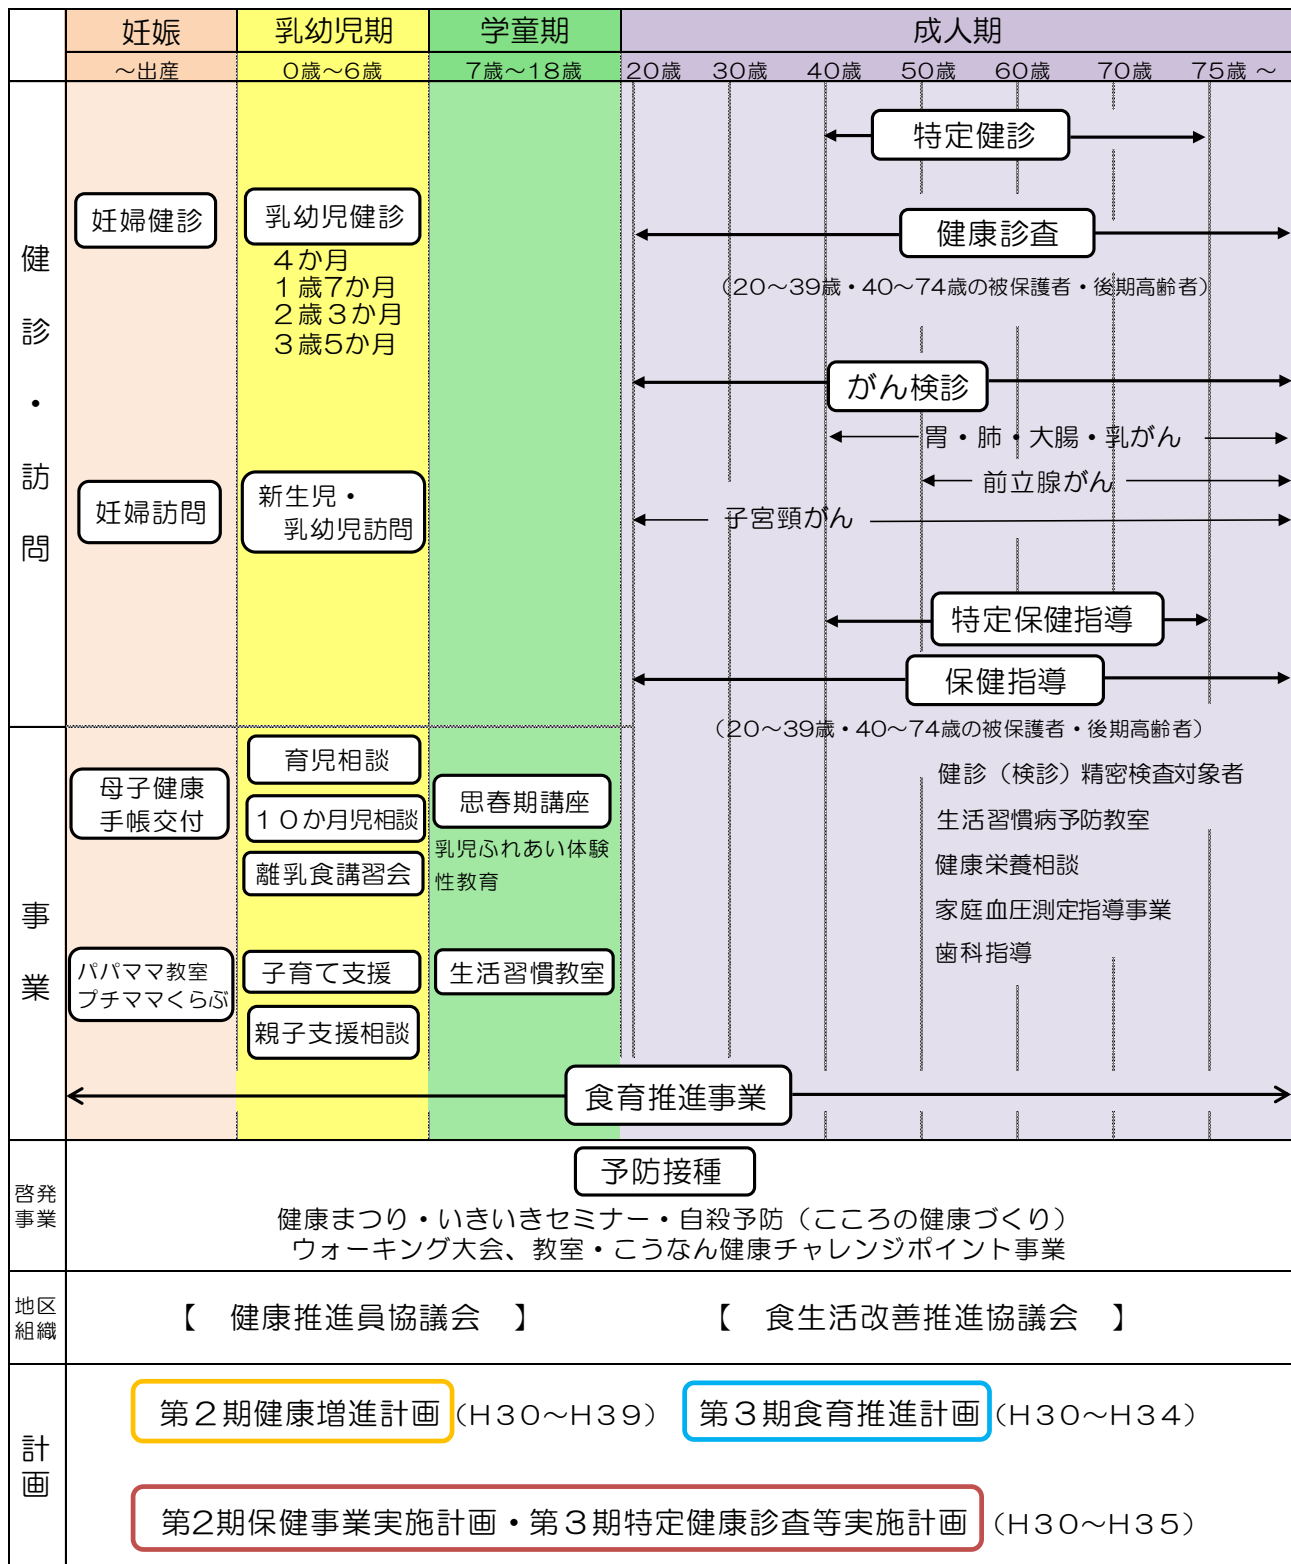 妊娠 乳幼児期 学童期 成人期
～出産 0歳～6歳 7歳～18歳 20歳 30歳 40歳 50歳 60歳 70歳 75歳～
健診・訪問
特定健診
妊婦健診
乳幼児健診
4か月
1歳7か月
2歳3か月
3歳5か月
健康診査
（20～39歳・40～74歳の被保護者・後期高齢者）
がん検診
胃・肺・大腸・乳がん
前立腺がん
子宮頸がん
妊婦訪問
新生児・
乳幼児訪問
特定保健指導
保健指導
（20～39歳・40～74歳の被保護者・後期高齢者）
事業
母子健康
手帳交付
パパママ教室
プチママくらぶ
育児相談
１０か月児相談
離乳食講習会
子育て支援
親子支援相談
思春期講座
乳児ふれあい体験
性教育
生活習慣教室
健診（検診）精密検査対象者
生活習慣病予防教室
健康栄養相談
家庭血圧測定指導事業
歯科指導
食育推進事業
啓発
事業
予防接種
健康まつり・いきいきセミナー・自殺予防（こころの健康づくり）
ウォーキング大会、教室・こうなん健康チャレンジポイント事業
地区
組織
【　健康推進員協議会　】　【　食生活改善推進協議会　】
計画
第２期健康増進計画（H30～H39） 第３期食育推進計画（H30～H34）
第2期保健事業実施計画・第３期特定健康診査等実施計画（H30～H35）